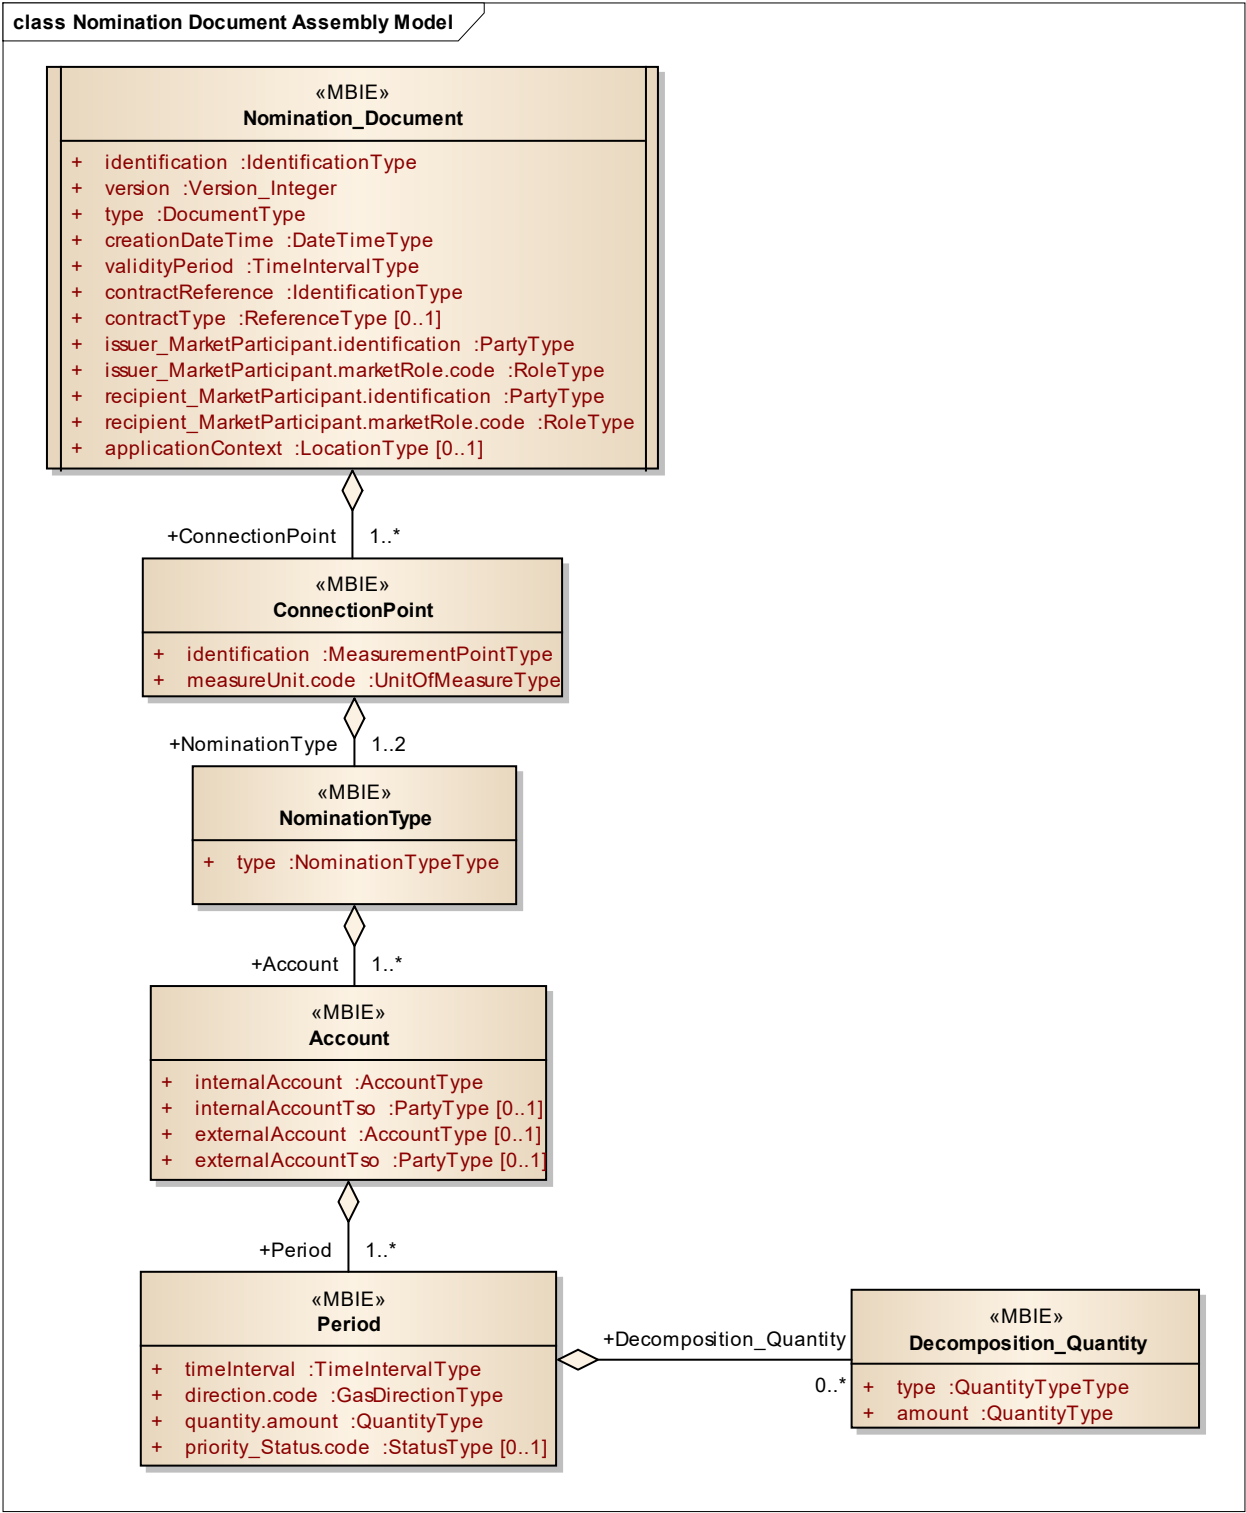 class Nomination Document Assembly Model
«MBIE»
Nomination_Document
+ identification :IdentificationType
+ version :Version_Integer
+ type :DocumentType
+ creationDateTime :DateTimeType
+ validityPeriod :TimeIntervalType
+ contractReference :IdentificationType
+ contractType :ReferenceType [0..1]
+ issuer_MarketParticipant.identification :PartyType
+ issuer_MarketParticipant.marketRole.code :RoleType
+ recipient_MarketParticipant.identification :PartyType
+ recipient_MarketParticipant.marketRole.code :RoleType
+ applicationContext :LocationType [0..1]
+ConnectionPoint 1..*
«MBIE»
ConnectionPoint
+ identification :MeasurementPointType
+ measureUnit.code :UnitOfMeasureType
+NominationType 1..2
«MBIE»
NominationType
+ type :NominationTypeType
+Account 1..*
«MBIE»
Account
+ internalAccount :AccountType
+ internalAccountTso :PartyType [0..1]
+ externalAccount :AccountType [0..1]
+ externalAccountTso :PartyType [0..1]
+Period 1..*
«MBIE»
Period
+ timeInterval :TimeIntervalType
+ direction.code :GasDirectionType
+ quantity.amount :QuantityType
+ priority_Status.code :StatusType [0..1]
+Decomposition_Quantity
0..*
«MBIE»
Decomposition_Quantity
+ type :QuantityTypeType
+ amount :QuantityType